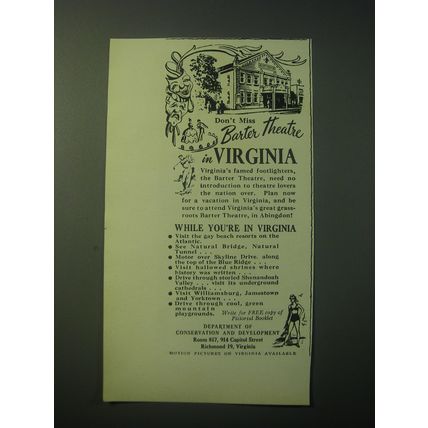 Don't Miss
Barter Theatre
in VIRGINIA
Virginia's famed footlighters,
the Barter Theatre, need no
introduction to theatre lovers
the nation over. Plan now
for a vacation in Virginia, and be
sure to attend Virginia's great grass-
roots Barter Theatre, in Abingdon!
WHILE YOU'RE IN VIRGINIA
● Visit the gay beach resorts on the
Atlantic.
● See Natural Bridge, Natural
Tunnel . . .
● Motor over Skyline Drive, along
the top of the Blue Ridge . . .
● Visit hallowed shrines where
history was written . . .
● Drive through storied Shenandoah
Valley . . . visit its underground
cathedrals . . .
● Visit Williamsburg, Jamestown
and Yorktown . . .
● Drive through cool, green
mountain
playgrounds. Write for FREE copy of
Pictorial Booklet
DEPARTMENT OF
CONSERVATION AND DEVELOPMENT
Room 817, 914 Capitol Street
Richmond 19, Virginia
MOTION PICTURES ON VIRGINIA AVAILABLE